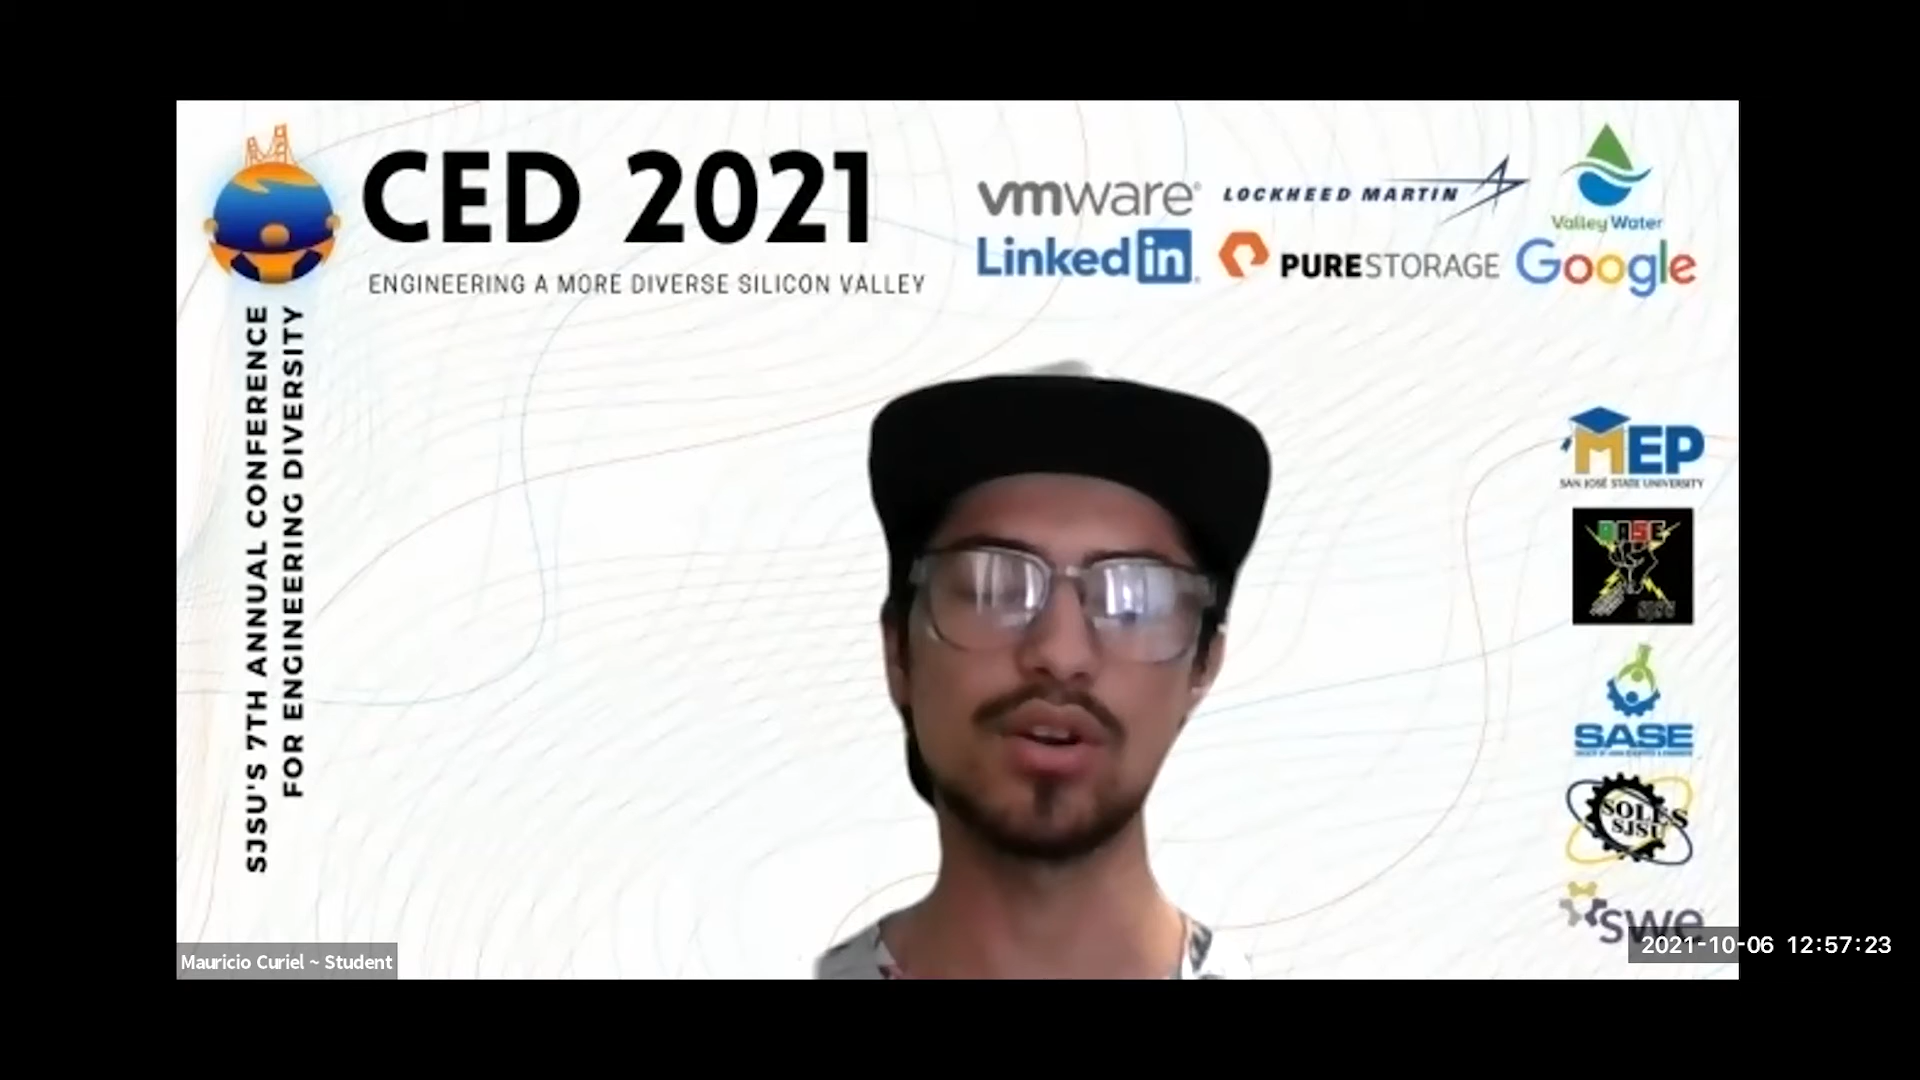 CED 2021
ENGINEERING A MORE DIVERSE SILICON VALLEY
vmware
LOCKHEED MARTIN
Valley Water
LinkedIn
PURESTORAGE
Google
SJSU'S 7TH ANNUAL CONFERENCE
FOR ENGINEERING DIVERSITY
MEP
SAN JOSÉ STATE UNIVERSITY
BASE
SJSU
SASE
SOLES
SJSU
swe
2021-10-06 12:57:23
Mauricio Curiel ~ Student